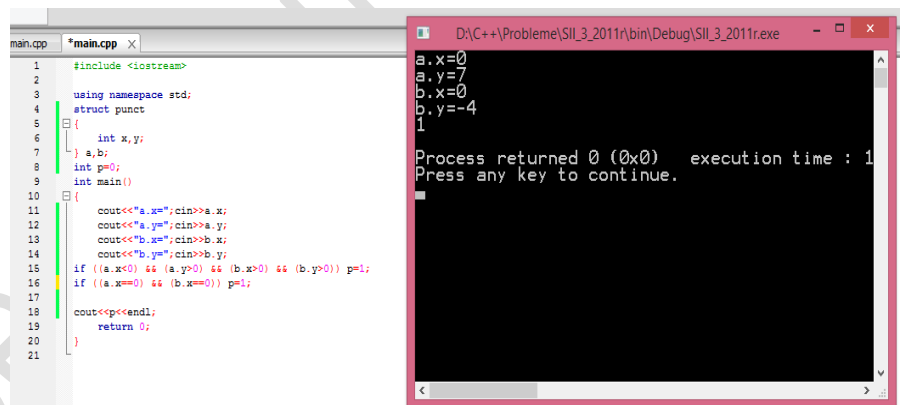 main.cpp
*main.cpp X
1 #include <iostream>
2
3 using namespace std;
4 struct punct
5 {
6 int x,y;
7 } a,b;
8 int p=0;
9 int main()
10 {
11 cout<<"a.x=";cin>>a.x;
12 cout<<"a.y=";cin>>a.y;
13 cout<<"b.x=";cin>>b.x;
14 cout<<"b.y=";cin>>b.y;
15 if ((a.x<0) && (a.y>0) && (b.x>0) && (b.y>0)) p=1;
16 if ((a.x==0) && (b.x==0)) p=1;
17
18 cout<<p<<endl;
19 return 0;
20 }
21
D:\C++\Probleme\SII_3_2011r\bin\Debug\SII_3_2011r.exe
a.x=0
a.y=7
b.x=0
b.y=-4
1
Process returned 0 (0x0) execution time : 1
Press any key to continue.